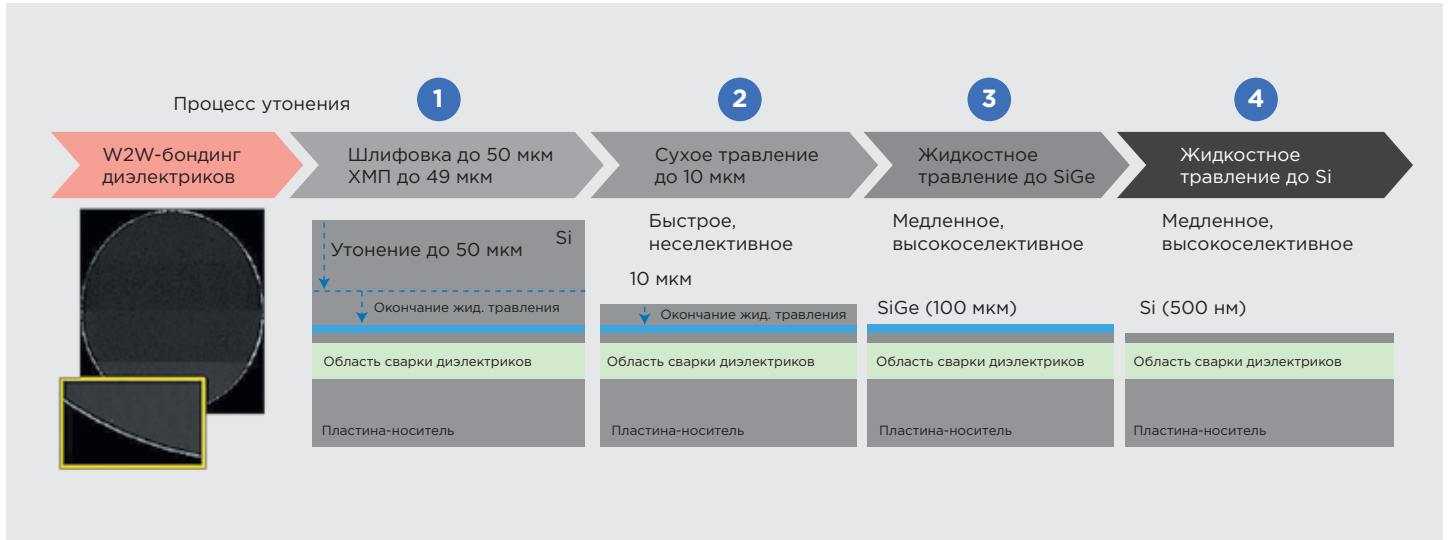 Процесс утонения
1
2
3
4
W2W-бондинг
диэлектриков
Шлифовка до 50 мкм
ХМП до 49 мкм
Сухое травление
до 10 мкм
Жидкостное
травление до SiGe
Жидкостное
травление до Si
Утонение до 50 мкм
Si
Окончание жид. травления
Область сварки диэлектриков
Пластина-носитель
Быстрое,
неселективное
10 мкм
Окончание жид. травления
Область сварки диэлектриков
Пластина-носитель
Медленное,
высокоселективное
SiGe (100 мкм)
Область сварки диэлектриков
Пластина-носитель
Медленное,
высокоселективное
Si (500 нм)
Область сварки диэлектриков
Пластина-носитель